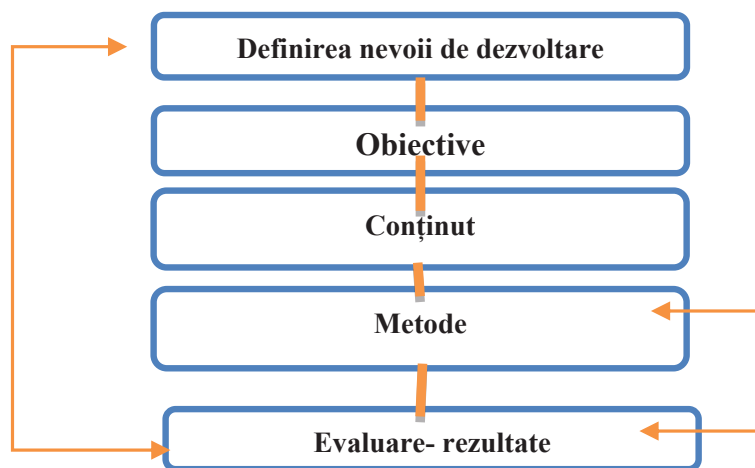 Definirea nevoii de dezvoltare
Obiective
Conținut
Metode
Evaluare- rezultate